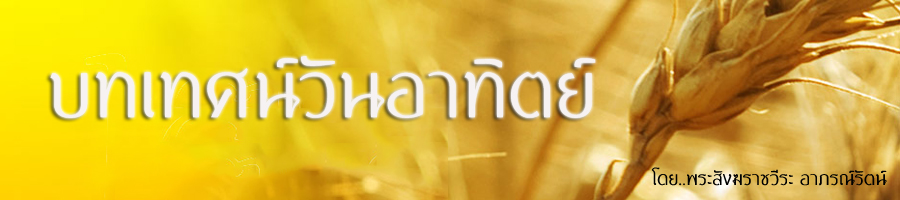 บทเทศน์วันอาทิตย์
โดย..พระสังฆราชวีระ อาภรณ์รัตน์